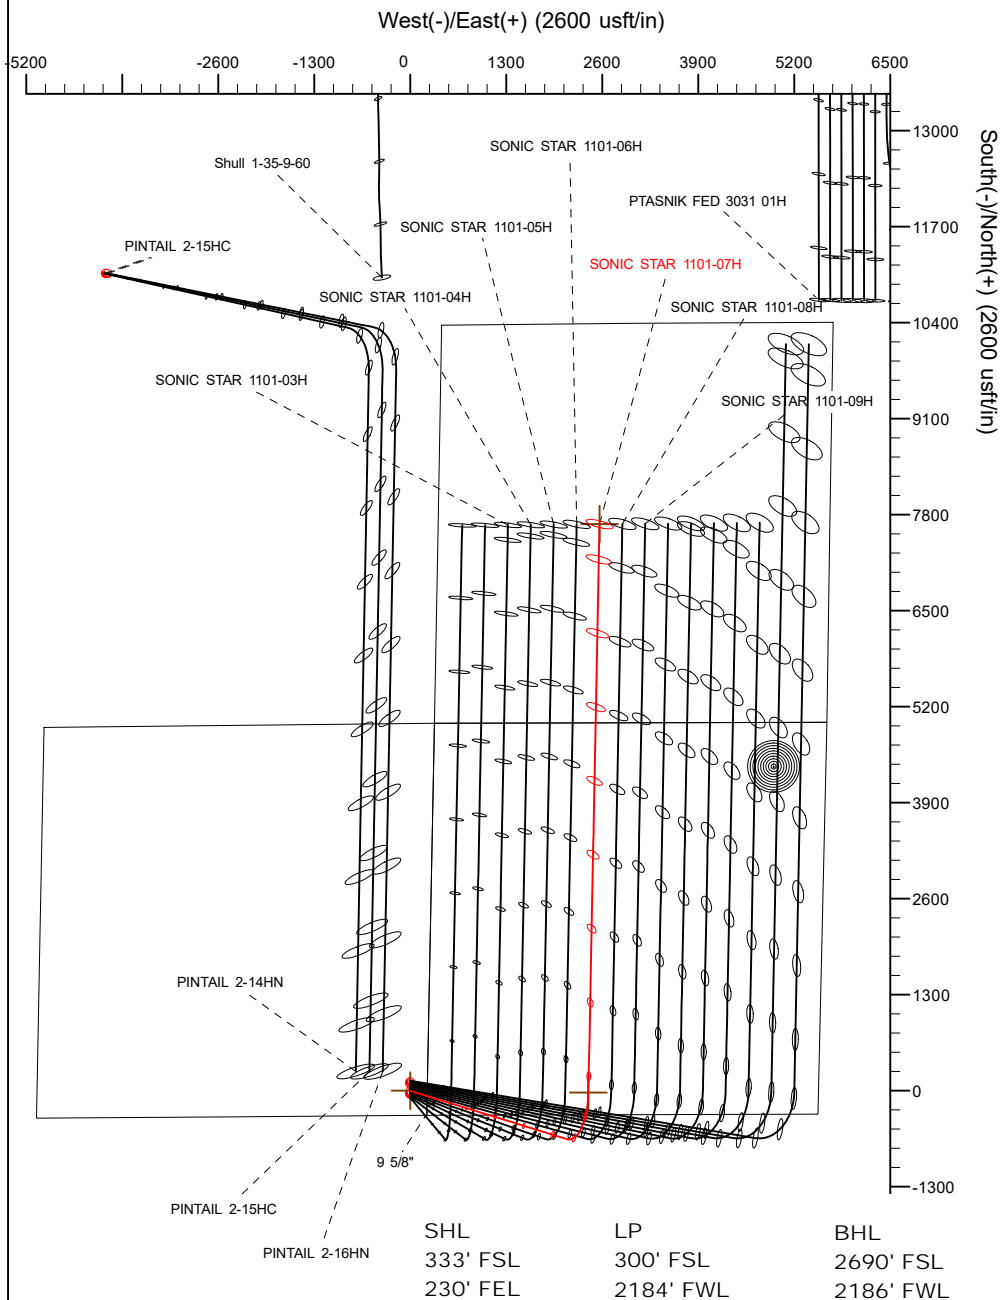 West(-)/East(+) (2600 usft/in)
-5200 -2600 -1300 0 1300 2600 3900 5200 6500
South(-)/North(+) (2600 usft/in)
13000
11700
10400
9100
7800
6500
5200
3900
2600
1300
0
-1300
SONIC STAR 1101-06H
Shull 1-35-9-60
PTASNIK FED 3031 01H
SONIC STAR 1101-05H
PINTAIL 2-15HC
SONIC STAR 1101-07H
SONIC STAR 1101-04H
SONIC STAR 1101-08H
SONIC STAR 1101-03H
SONIC STAR 1101-09H
PINTAIL 2-14HN
9 5/8"
PINTAIL 2-15HC
PINTAIL 2-16HN
SHL LP BHL
333' FSL 300' FSL 2690' FSL
230' FEL 2184' FWL 2186' FWL